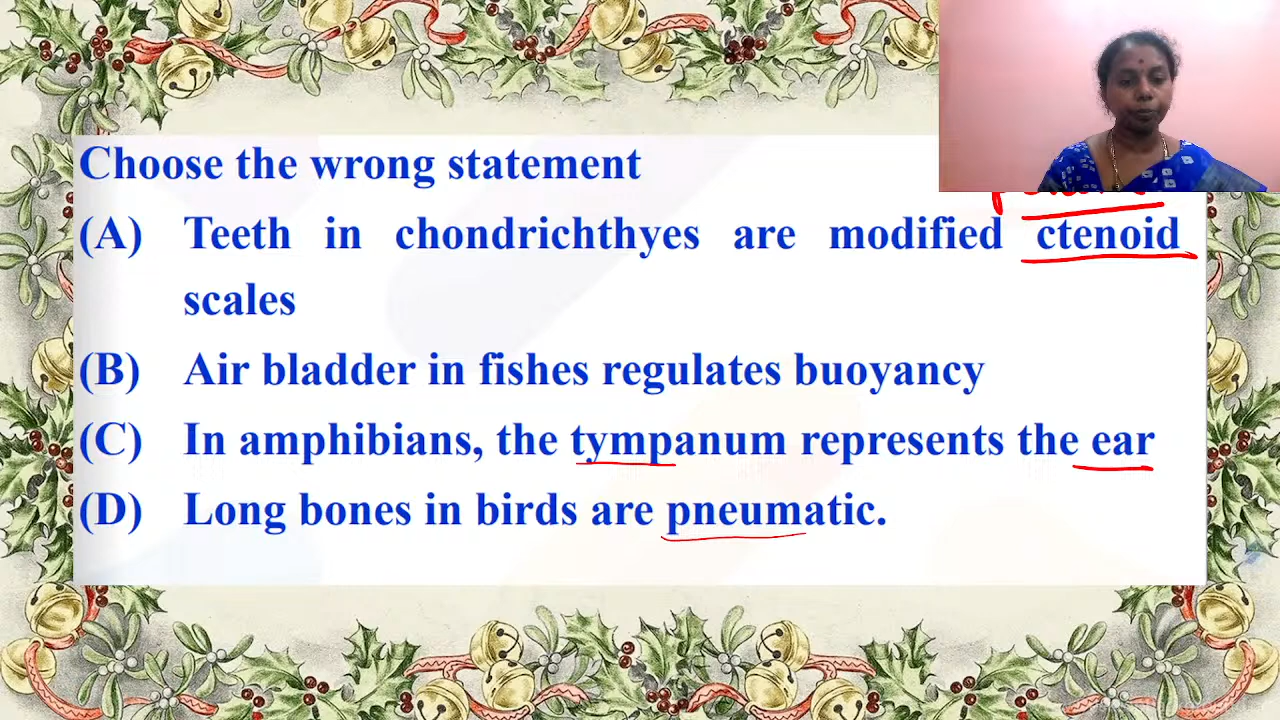 Choose the wrong statement
(A) Teeth in chondrichthyes are modified ctenoid
scales
(B) Air bladder in fishes regulates buoyancy
(C) In amphibians, the tympanum represents the ear
(D) Long bones in birds are pneumatic.